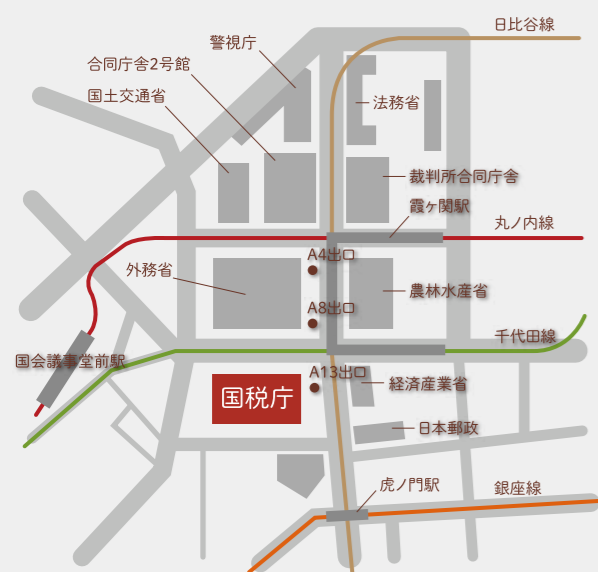 日比谷線
警視庁
合同庁舎2号館
国土交通省
法務省
裁判所合同庁舎
霞ヶ関駅
丸ノ内線
A4出口
外務省
農林水産省
A8出口
千代田線
国会議事堂前駅
A13出口
経済産業省
国税庁
日本郵政
虎ノ門駅
銀座線